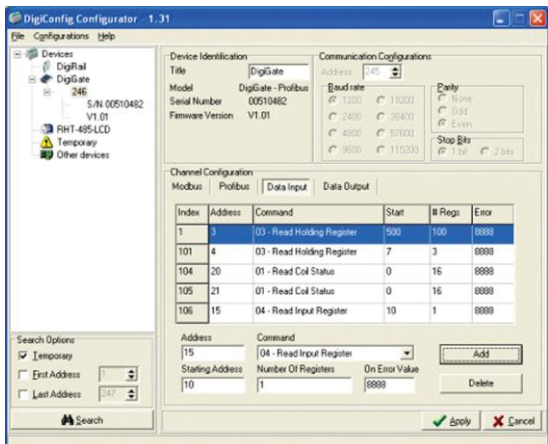 DigiConfig Configurator - 1.31
File Configurations Help
Devices
DigiRail
DigiGate
246
S/N 00510482
V1.01
RHT-485-LCD
Temporary
Other devices
Search Options
Temporary
First Address 1
Last Address 247
Search
Device Identification
Title DigiGate
Model DigiGate - Profibus
Serial Number 00510482
Firmware Version V1.01
Communication Configurations
Address 245
Baud rate
1200 19200
2400 38400
4800 57600
9600 115200
Parity
None
Odd
Even
Stop Bits
1 bit 2 bits
Channel Configuration
Modbus Profibus Data Input Data Output
Index Address Command Start # Regs Error
1 3 03 - Read Holding Register 500 100 8888
101 4 03 - Read Holding Register 7 3 8888
104 20 01 - Read Coil Status 0 16 8888
105 21 01 - Read Coil Status 0 16 8888
106 15 04 - Read Input Register 10 1 8888
Address Command
15 04 - Read Input Register Add
Starting Address Number Of Registers On Error Value
10 1 8888 Delete
Apply Cancel